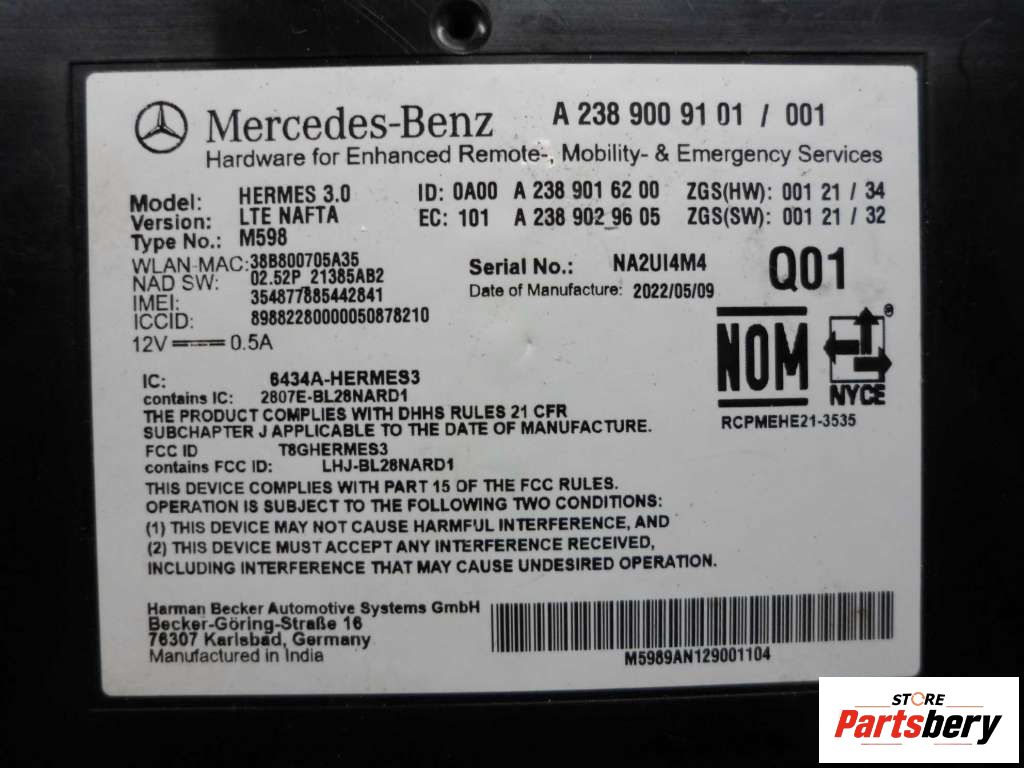 Mercedes-Benz A 238 900 91 01 / 001
Hardware for Enhanced Remote-, Mobility- & Emergency Services
Model: HERMES 3.0 ID: 0A00 A 238 901 62 00 ZGS(HW): 001 21 / 34
Version: LTE NAFTA EC: 101 A 238 902 96 05 ZGS(SW): 001 21 / 32
Type No.: M598
WLAN-MAC: 38B800705A35
NAD SW: 02.52P_21385AB2
IMEI: 354877885442841
ICCID: 89882280000050878210
12V 0.5A
Serial No.: NA2UI4M4
Date of Manufacture: 2022/05/09
Q01
NOM
®
NYCE
RCPMEHE21-3535
IC: 6434A-HERMES3
contains IC: 2807E-BL28NARD1
THE PRODUCT COMPLIES WITH DHHS RULES 21 CFR
SUBCHAPTER J APPLICABLE TO THE DATE OF MANUFACTURE.
FCC ID T8GHERMES3
contains FCC ID: LHJ-BL28NARD1
THIS DEVICE COMPLIES WITH PART 15 OF THE FCC RULES.
OPERATION IS SUBJECT TO THE FOLLOWING TWO CONDITIONS:
(1) THIS DEVICE MAY NOT CAUSE HARMFUL INTERFERENCE, AND
(2) THIS DEVICE MUST ACCEPT ANY INTERFERENCE RECEIVED,
INCLUDING INTERFERENCE THAT MAY CAUSE UNDESIRED OPERATION.
Harman Becker Automotive Systems GmbH
Becker-Göring-Straße 16
76307 Karlsbad, Germany
Manufactured in India
M5989AN129001104
STORE
Partsbery